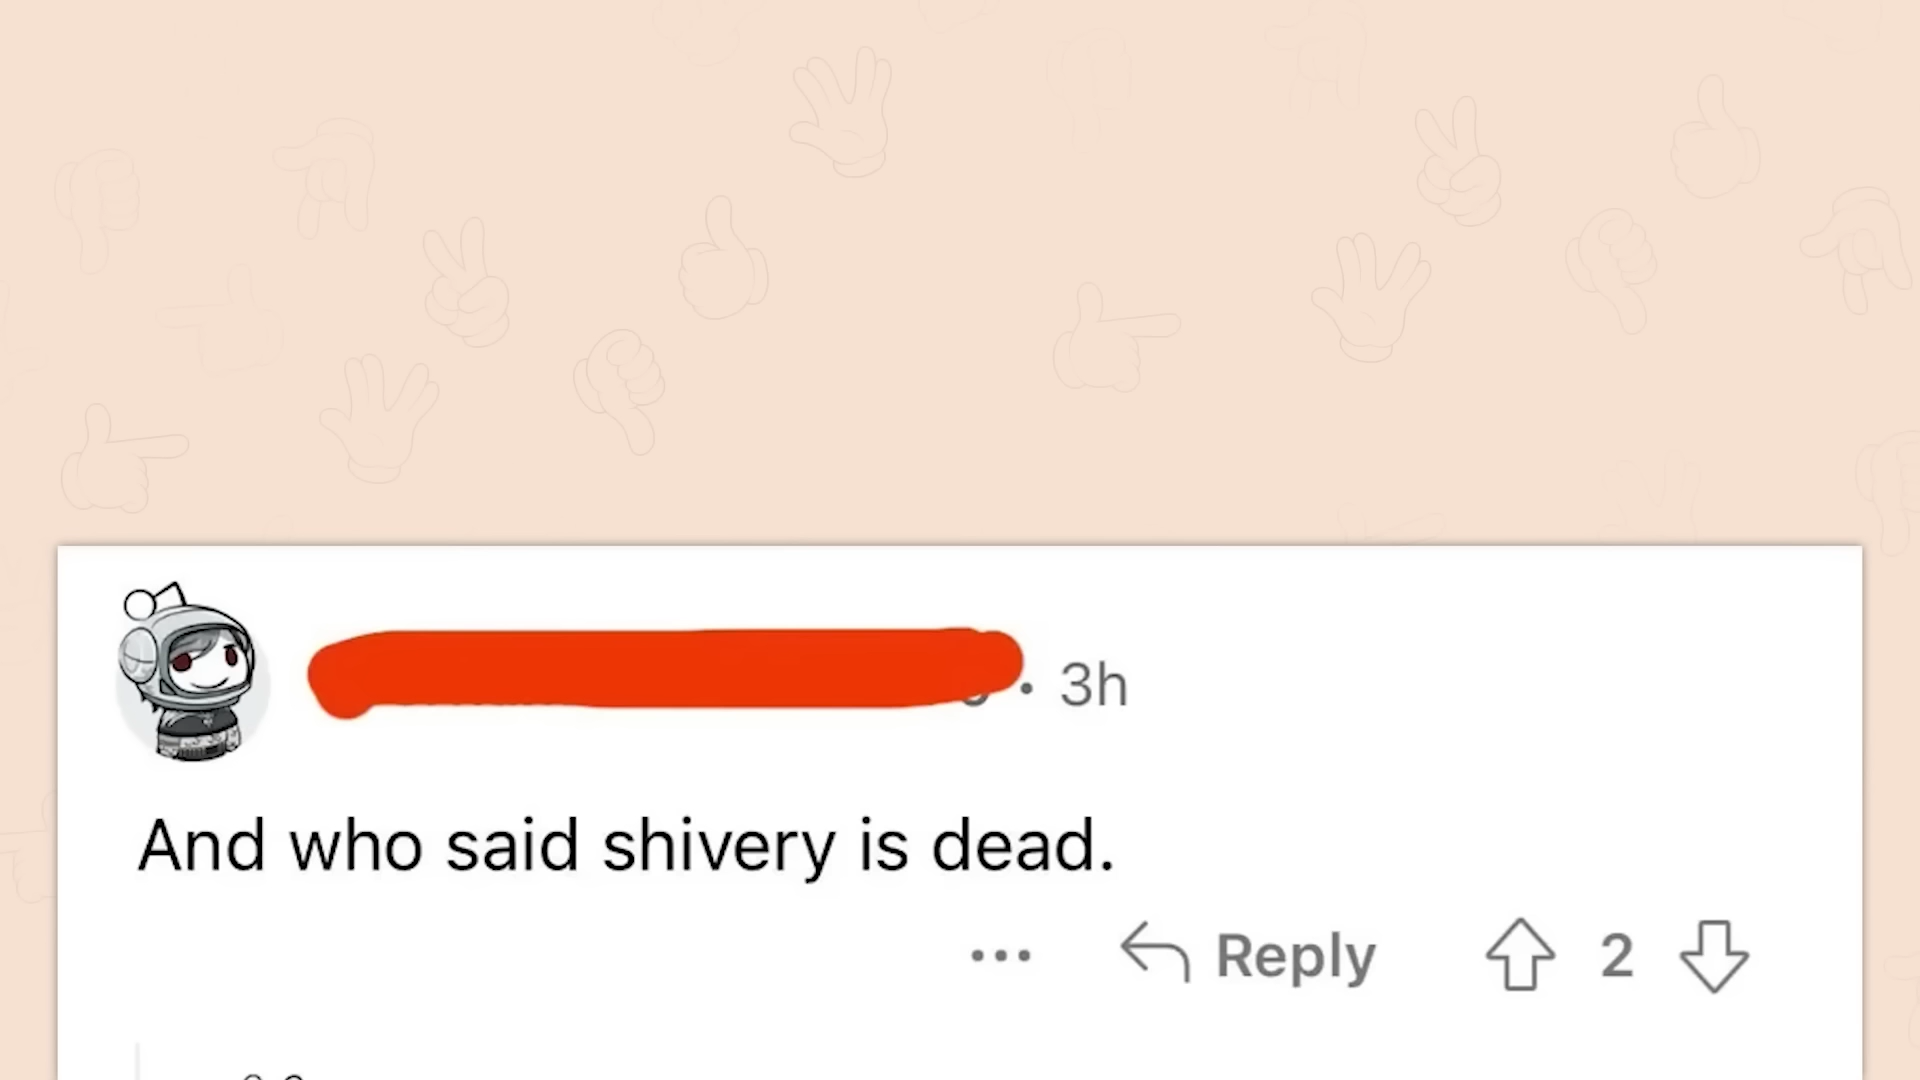 • 3h
And who said shivery is dead.
••• Reply 2